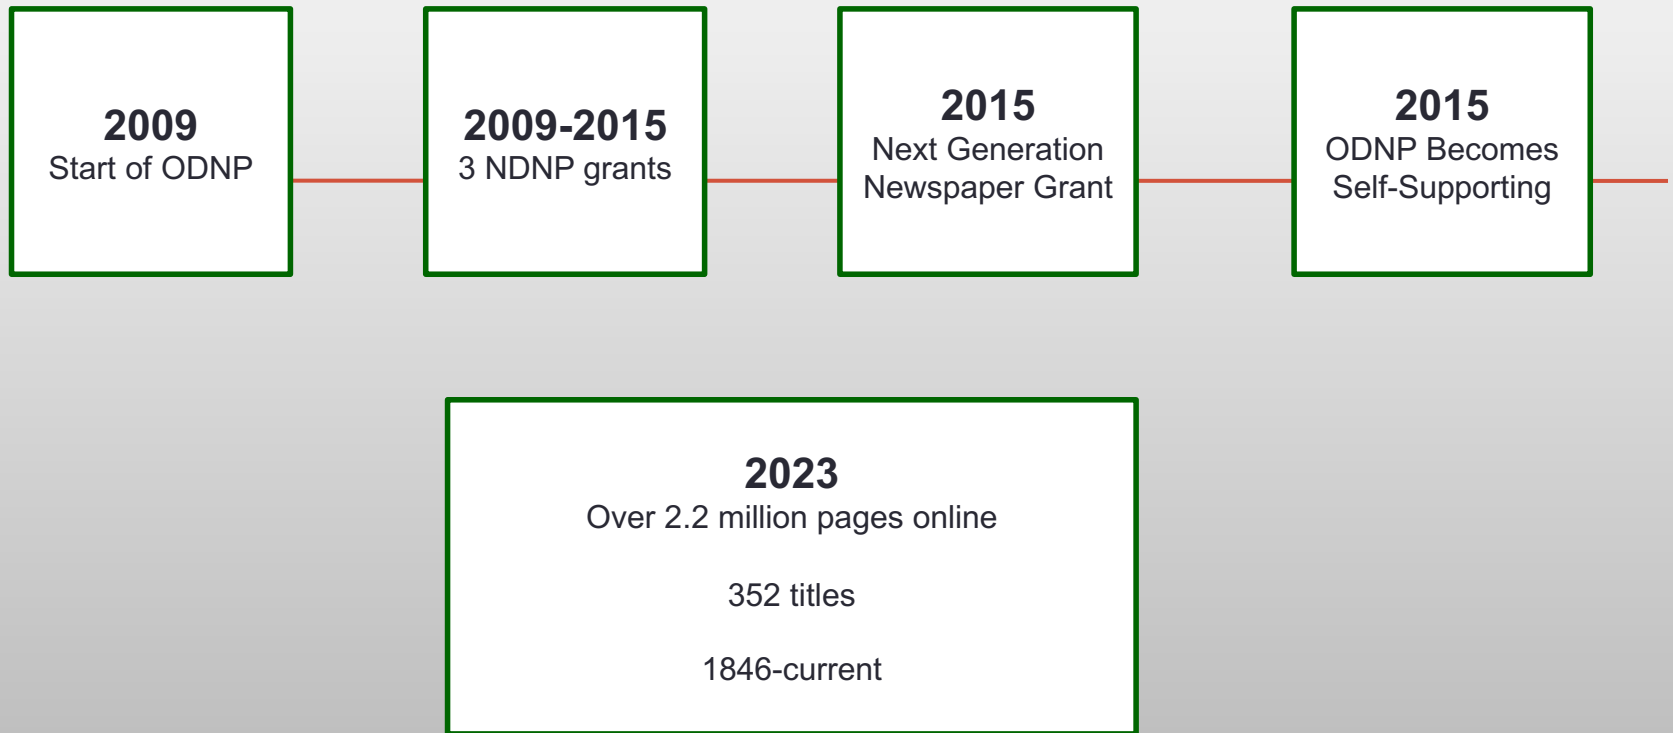 2009
Start of ODNP
2009-2015
3 NDNP grants
2015
Next Generation
Newspaper Grant
2015
ODNP Becomes
Self-Supporting
2023
Over 2.2 million pages online
352 titles
1846-current